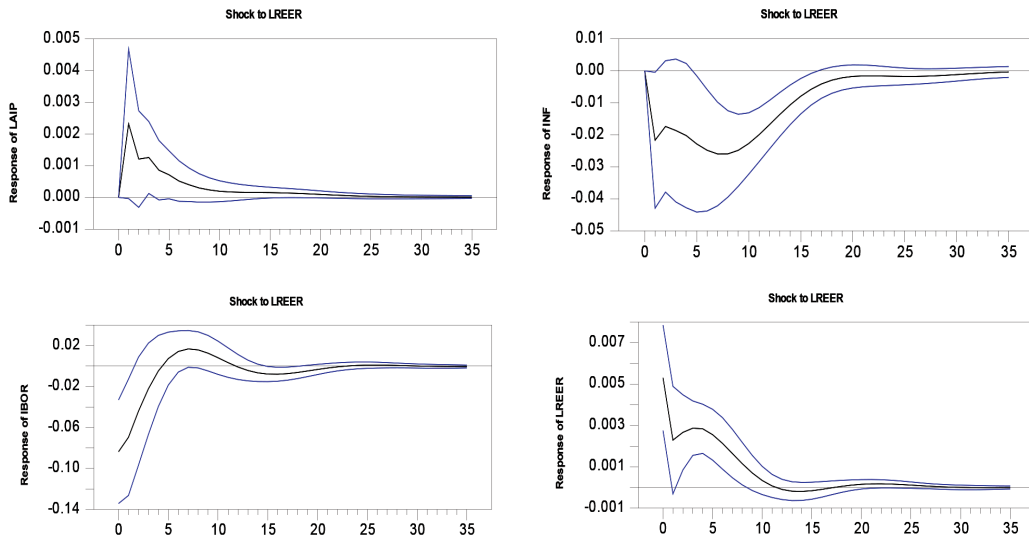 Shock to LREER
Response of LAIP
0.005
0.004
0.003
0.002
0.001
0.000
-0.001
0 5 10 15 20 25 30 35
Shock to LREER
Response of INF
0.01
0.00
-0.01
-0.02
-0.03
-0.04
-0.05
0 5 10 15 20 25 30 35
Shock to LREER
Response of IBOR
0.02
-0.02
-0.06
-0.10
-0.14
0 5 10 15 20 25 30 35
Shock to LREER
Response of LREER
0.007
0.005
0.003
0.001
-0.001
0 5 10 15 20 25 30 35